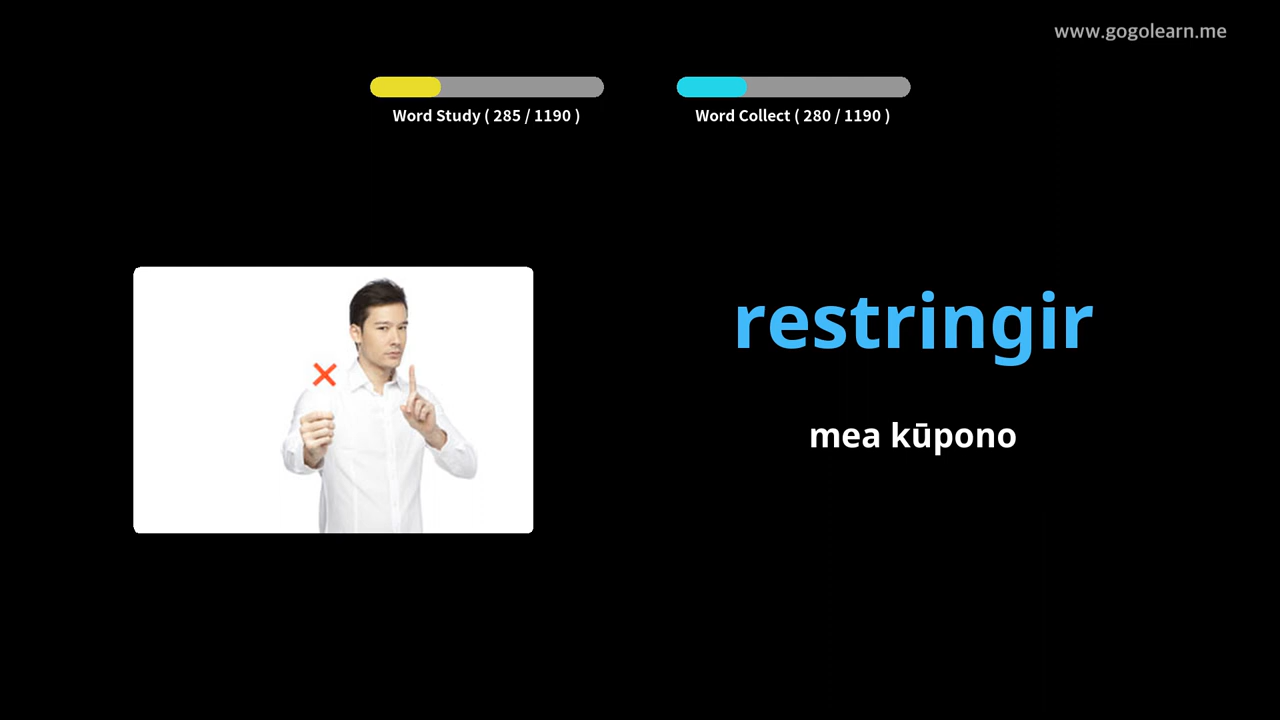 www.gogolearn.me
Word Study ( 285 / 1190 )
Word Collect ( 280 / 1190 )
restringir
mea kūpono